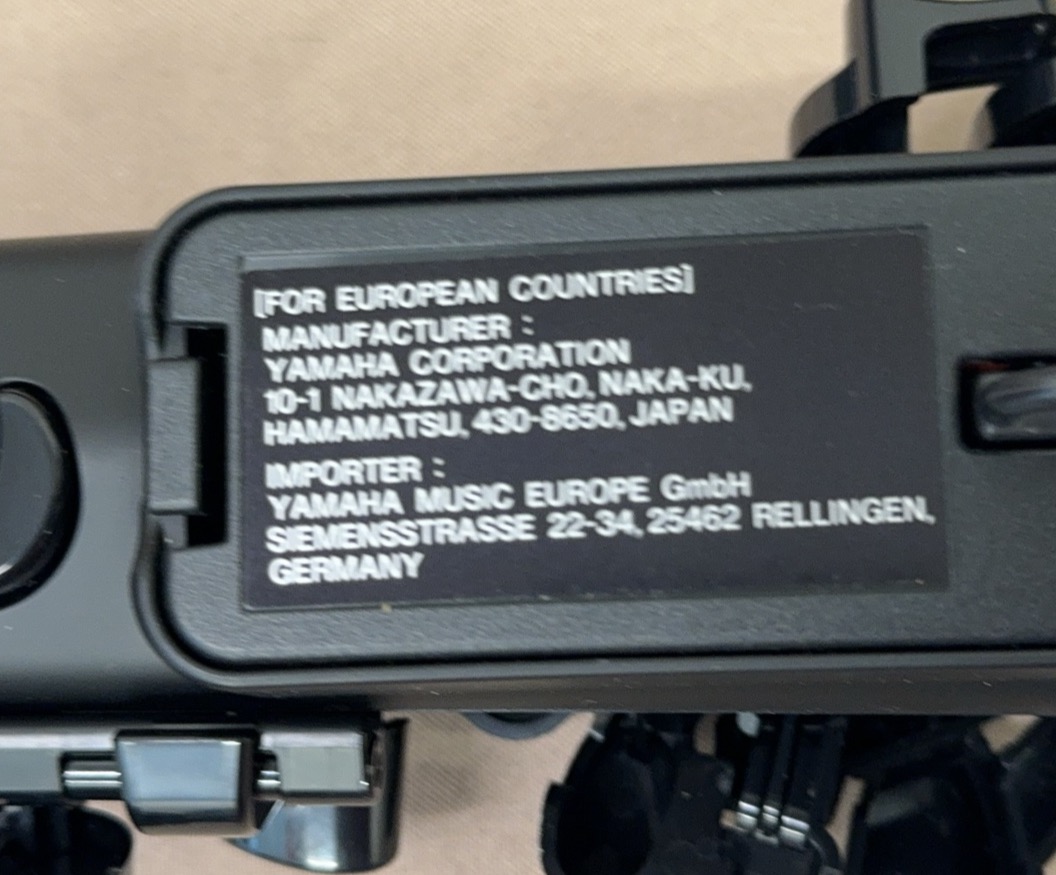 [FOR EUROPEAN COUNTRIES]
MANUFACTURER :
YAMAHA CORPORATION
10-1 NAKAZAWA-CHO, NAKA-KU,
HAMAMATSU, 430-8650, JAPAN
IMPORTER :
YAMAHA MUSIC EUROPE GmbH
SIEMENSSTRASSE 22-34, 25462 RELLINGEN,
GERMANY